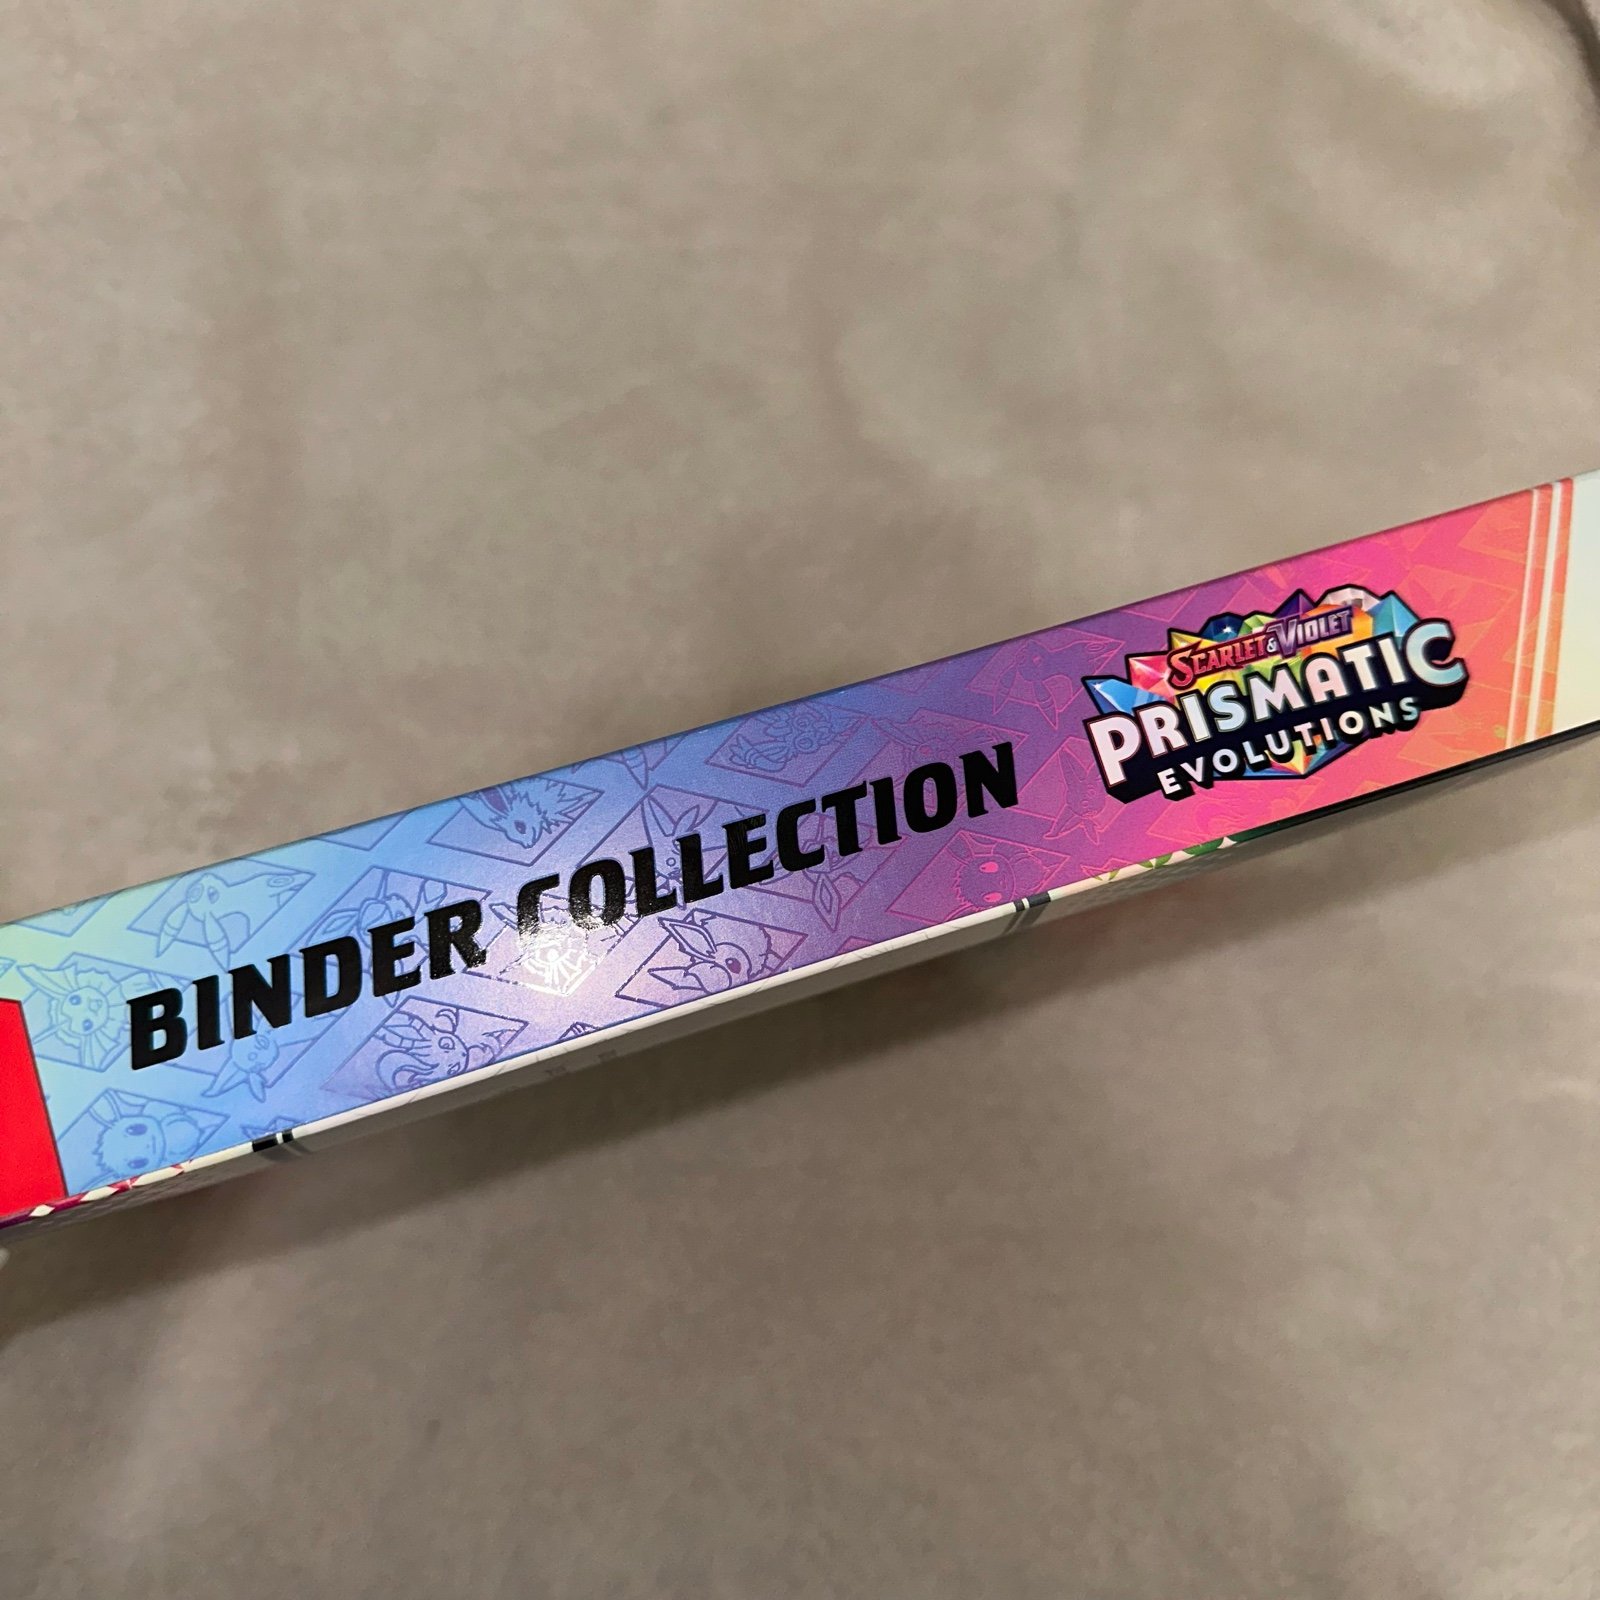 BINDER COLLECTION
SCARLET & VIOLET
PRISMATIC
EVOLUTIONS